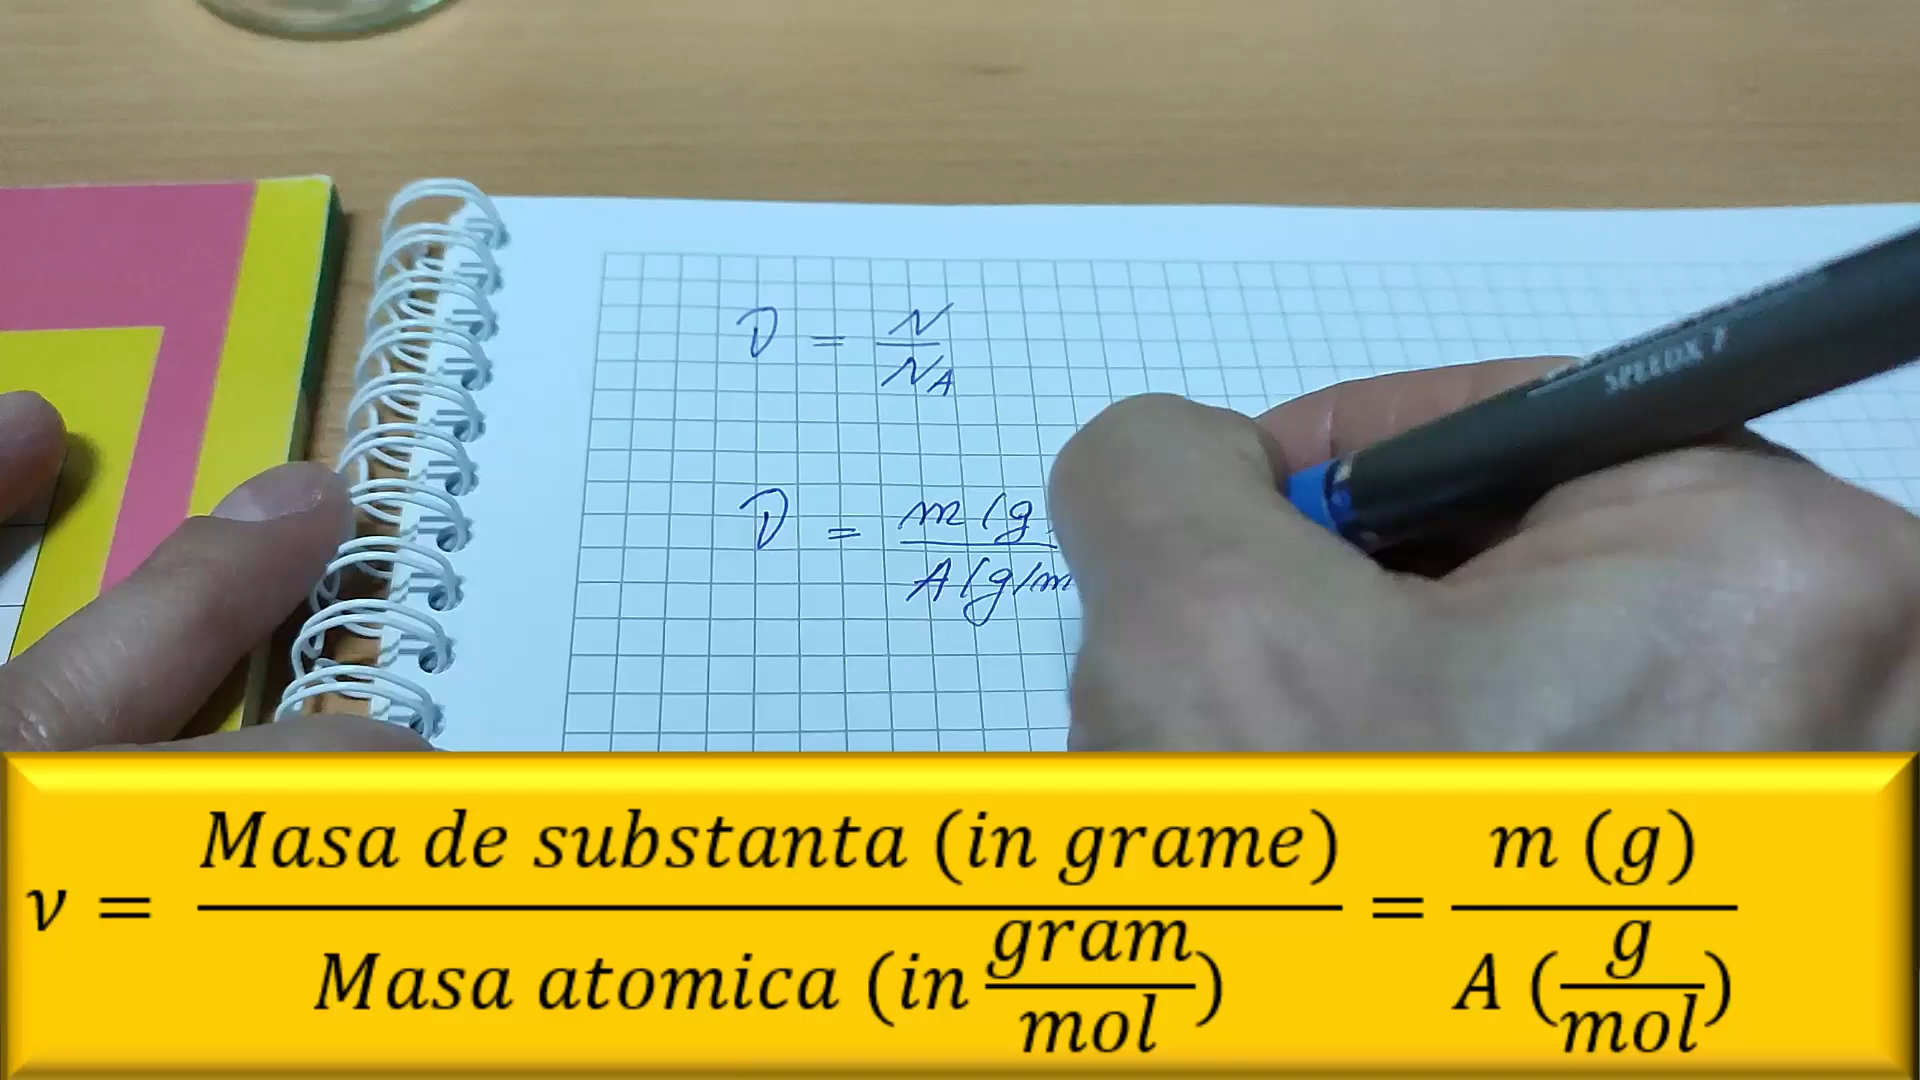 ν = N / N_A
ν = m (g / A (g/m
SPEEDX 7
ν = Masa de substanta (in grame) / Masa atomica (in gram/mol) = m (g) / A (g/mol)